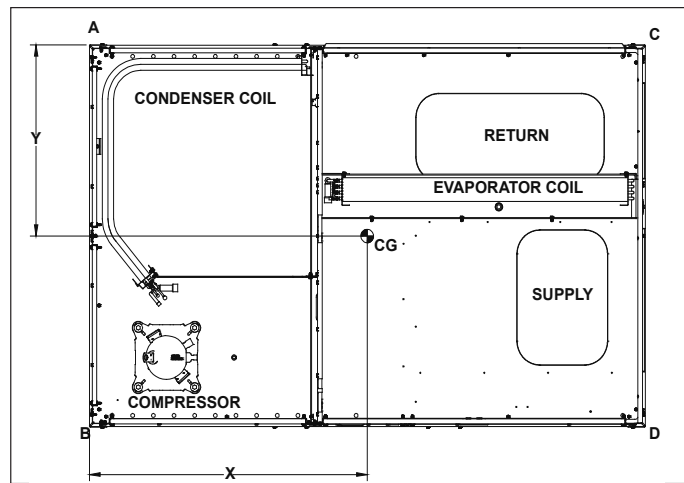 A
C
CONDENSER COIL
Y
RETURN
EVAPORATOR COIL
CG
SUPPLY
COMPRESSOR
B
D
X